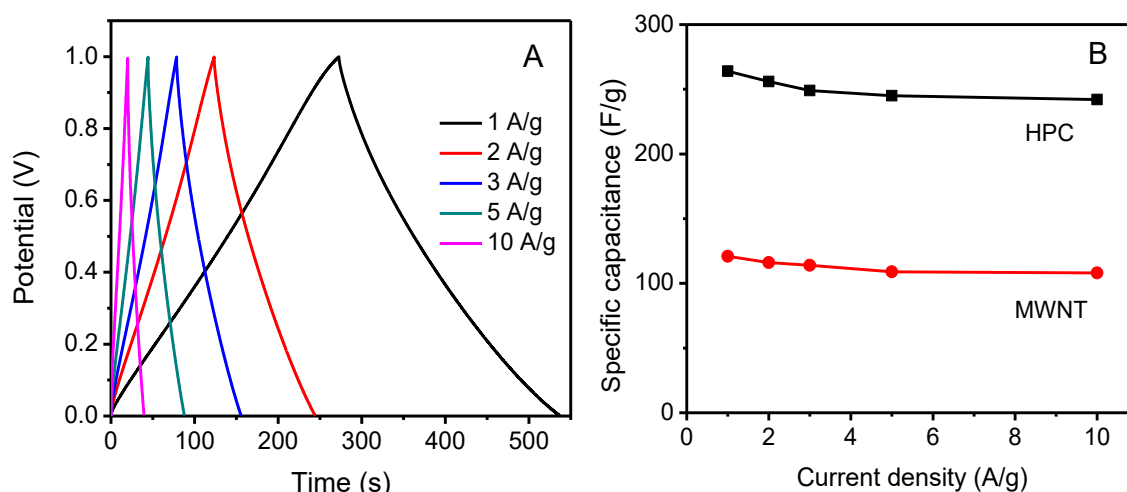 A
1.0
0.8
0.6
0.4
0.2
0.0
Potential (V)
1 A/g
2 A/g
3 A/g
5 A/g
10 A/g
0 100 200 300 400 500
Time (s)
B
300
200
100
0
Specific capacitance (F/g)
HPC
MWNT
0 2 4 6 8 10
Current density (A/g)